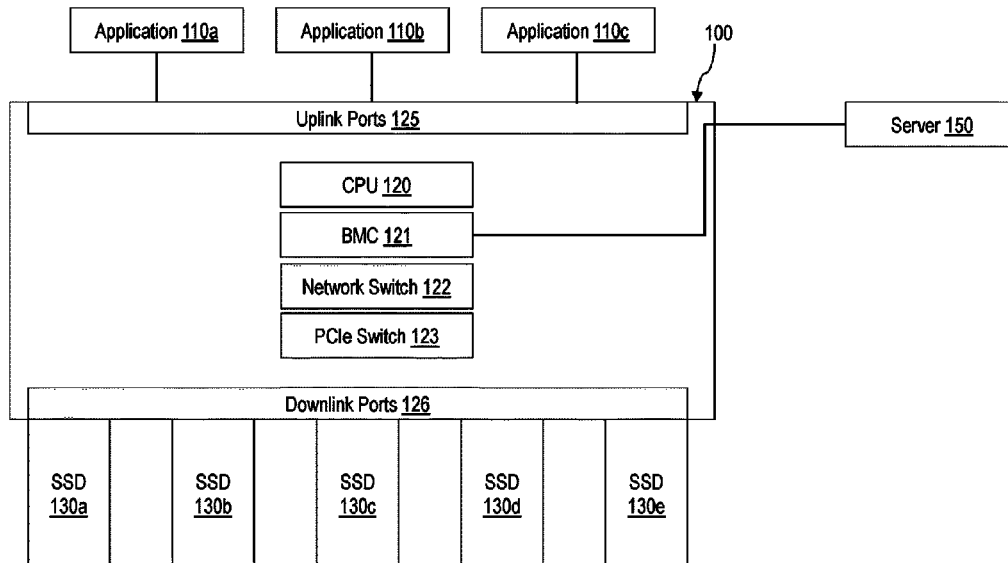 Application 110a
Application 110b
Application 110c
100
Uplink Ports 125
Server 150
CPU 120
BMC 121
Network Switch 122
PCIe Switch 123
Downlink Ports 126
SSD
130a
SSD
130b
SSD
130c
SSD
130d
SSD
130e